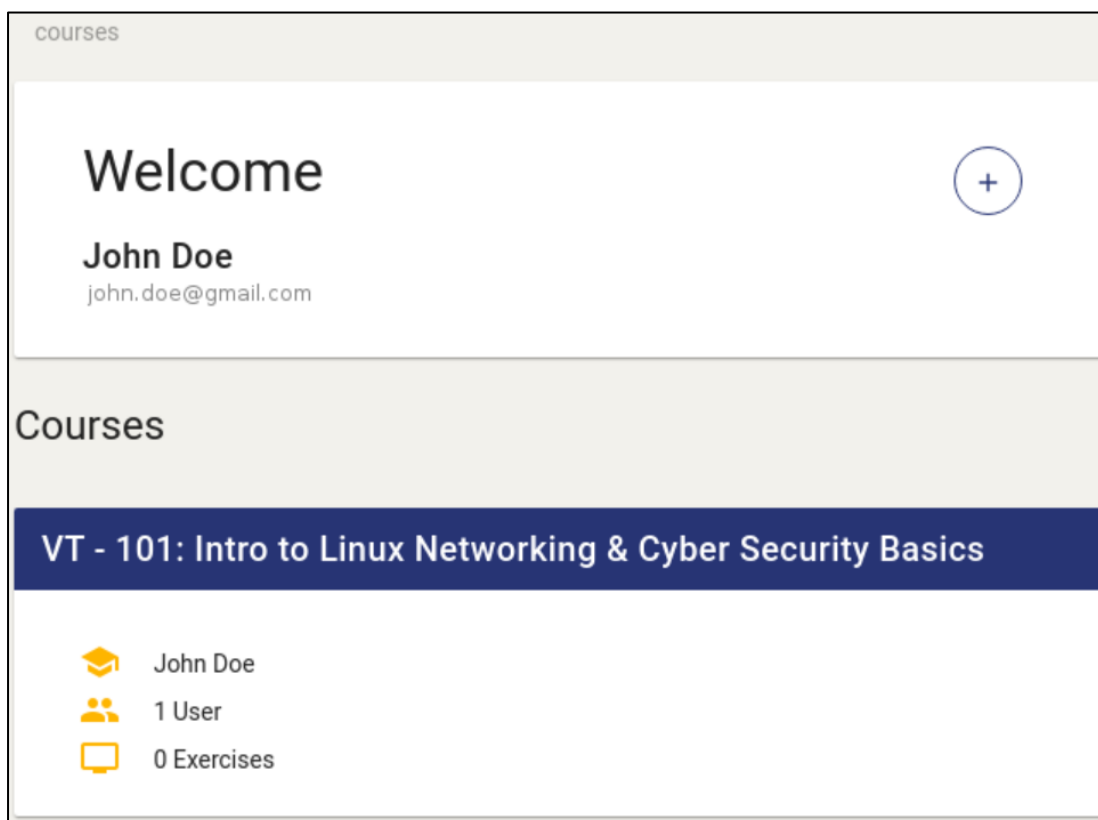 courses
Welcome
+
John Doe
john.doe@gmail.com
Courses
VT - 101: Intro to Linux Networking & Cyber Security Basics
John Doe
1 User
0 Exercises